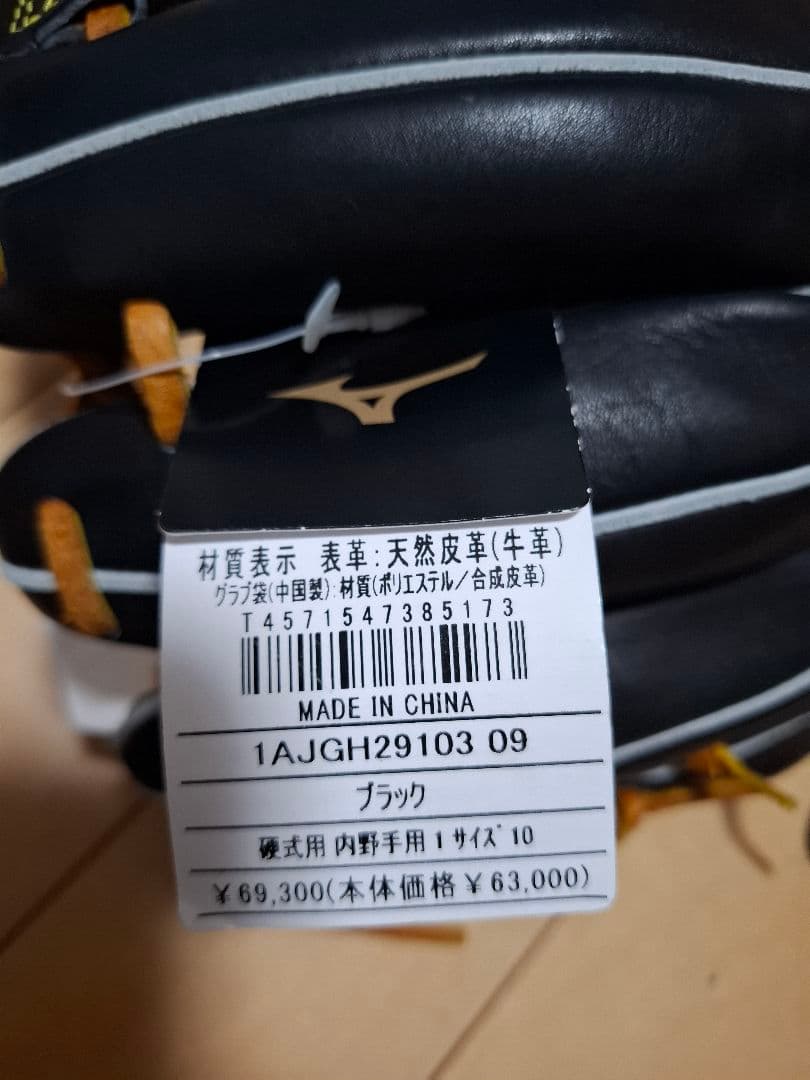 材質表示 表革:天然皮革(牛革)
グラブ袋(中国製):材質(ポリエステル/合成皮革)
T4571547385173
MADE IN CHINA
1AJGH29103 09
ブラック
硬式用 内野手用1 サイズ10
¥69,300(本体価格¥63,000)